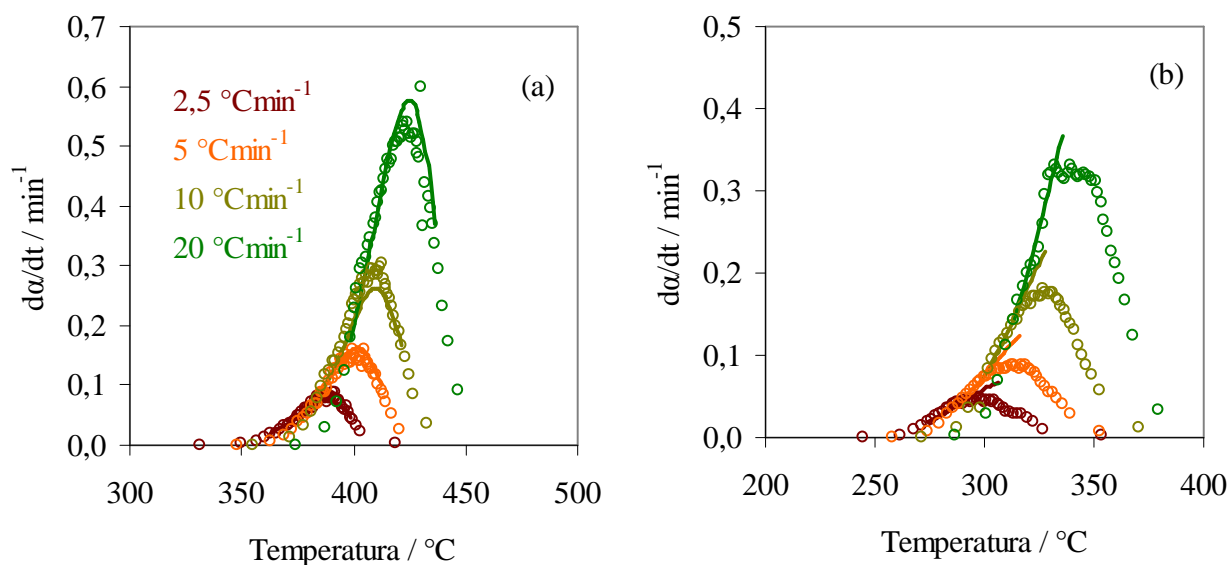 0,7
0,6
0,5
0,4
0,3
0,2
0,1
0,0
dα/dt / min⁻¹
(a)
2,5 °Cmin⁻¹
5 °Cmin⁻¹
10 °Cmin⁻¹
20 °Cmin⁻¹
300 350 400 450 500
Temperatura / °C
0,5
0,4
0,3
0,2
0,1
0,0
dα/dt / min⁻¹
(b)
200 250 300 350 400
Temperatura / °C